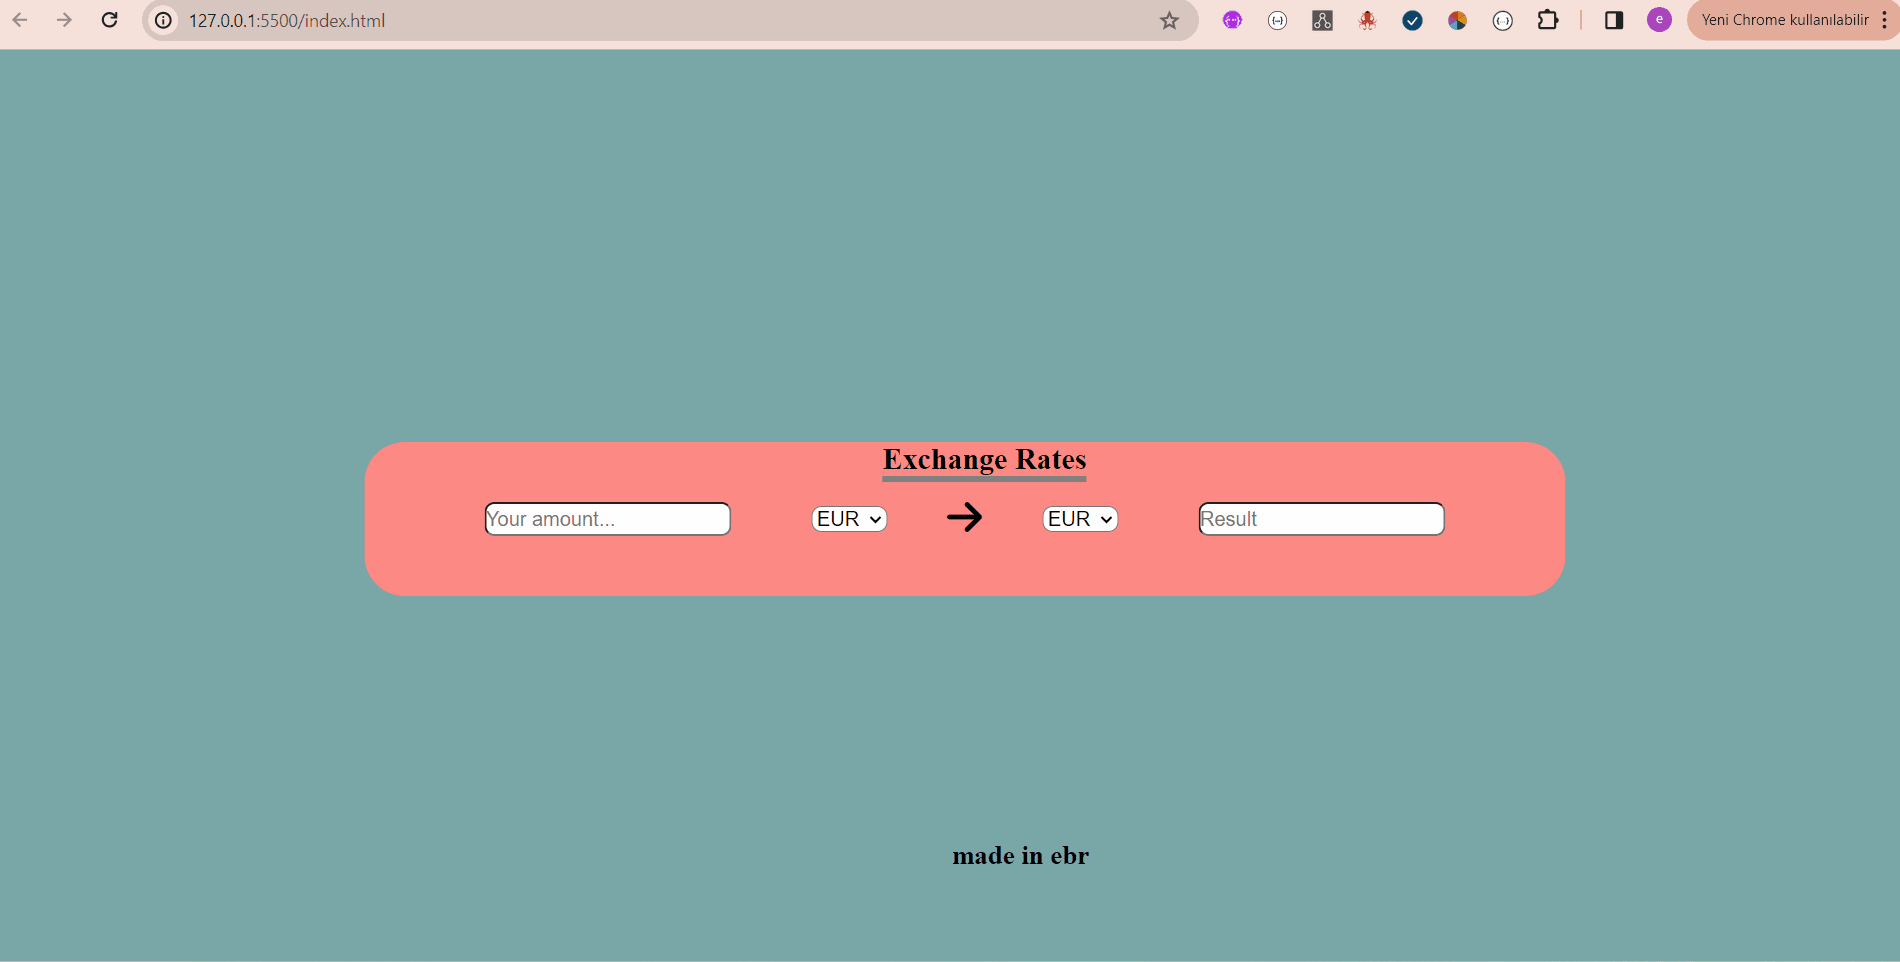 127.0.0.1:5500/index.html
e
Yeni Chrome kullanılabilir
Exchange Rates
Your amount...
EUR
EUR
Result
made in ebr